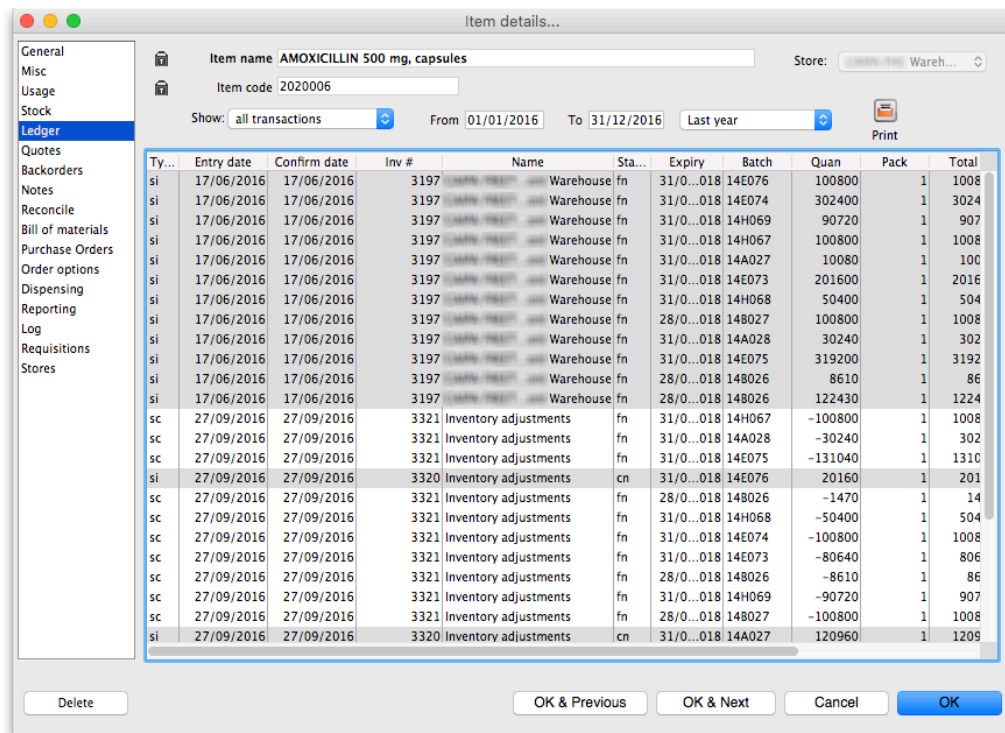 Item details...
General
Misc
Usage
Stock
Ledger
Quotes
Backorders
Notes
Reconcile
Bill of materials
Purchase Orders
Order options
Dispensing
Reporting
Log
Requisitions
Stores
Item name AMOXICILLIN 500 mg, capsules Store: Wareh...
Item code 2020006
Show: all transactions From 01/01/2016 To 31/12/2016 Last year
Print
Ty... Entry date Confirm date Inv # Name Sta... Expiry Batch Quan Pack Total
si 17/06/2016 17/06/2016 3197 Warehouse fn 31/0...018 14E076 100800 1 1008
si 17/06/2016 17/06/2016 3197 Warehouse fn 31/0...018 14E074 302400 1 3024
si 17/06/2016 17/06/2016 3197 Warehouse fn 31/0...018 14H069 90720 1 907
si 17/06/2016 17/06/2016 3197 Warehouse fn 31/0...018 14H067 100800 1 1008
si 17/06/2016 17/06/2016 3197 Warehouse fn 31/0...018 14A027 10080 1 100
si 17/06/2016 17/06/2016 3197 Warehouse fn 31/0...018 14E073 201600 1 2016
si 17/06/2016 17/06/2016 3197 Warehouse fn 31/0...018 14H068 50400 1 504
si 17/06/2016 17/06/2016 3197 Warehouse fn 28/0...018 14B027 100800 1 1008
si 17/06/2016 17/06/2016 3197 Warehouse fn 31/0...018 14A028 30240 1 302
si 17/06/2016 17/06/2016 3197 Warehouse fn 31/0...018 14E075 319200 1 3192
si 17/06/2016 17/06/2016 3197 Warehouse fn 28/0...018 14B026 8610 1 86
si 17/06/2016 17/06/2016 3197 Warehouse fn 28/0...018 14B026 122430 1 1224
sc 27/09/2016 27/09/2016 3321 Inventory adjustments fn 31/0...018 14H067 -100800 1 1008
sc 27/09/2016 27/09/2016 3321 Inventory adjustments fn 31/0...018 14A028 -30240 1 302
sc 27/09/2016 27/09/2016 3321 Inventory adjustments fn 31/0...018 14E075 -131040 1 1310
si 27/09/2016 27/09/2016 3320 Inventory adjustments cn 31/0...018 14E076 20160 1 201
sc 27/09/2016 27/09/2016 3321 Inventory adjustments fn 28/0...018 14B026 -1470 1 14
sc 27/09/2016 27/09/2016 3321 Inventory adjustments fn 31/0...018 14H068 -50400 1 504
sc 27/09/2016 27/09/2016 3321 Inventory adjustments fn 31/0...018 14E074 -100800 1 1008
sc 27/09/2016 27/09/2016 3321 Inventory adjustments fn 31/0...018 14E073 -80640 1 806
sc 27/09/2016 27/09/2016 3321 Inventory adjustments fn 28/0...018 14B026 -8610 1 86
sc 27/09/2016 27/09/2016 3321 Inventory adjustments fn 31/0...018 14H069 -90720 1 907
sc 27/09/2016 27/09/2016 3321 Inventory adjustments fn 28/0...018 14B027 -100800 1 1008
si 27/09/2016 27/09/2016 3320 Inventory adjustments cn 31/0...018 14A027 120960 1 1209
Delete OK & Previous OK & Next Cancel OK